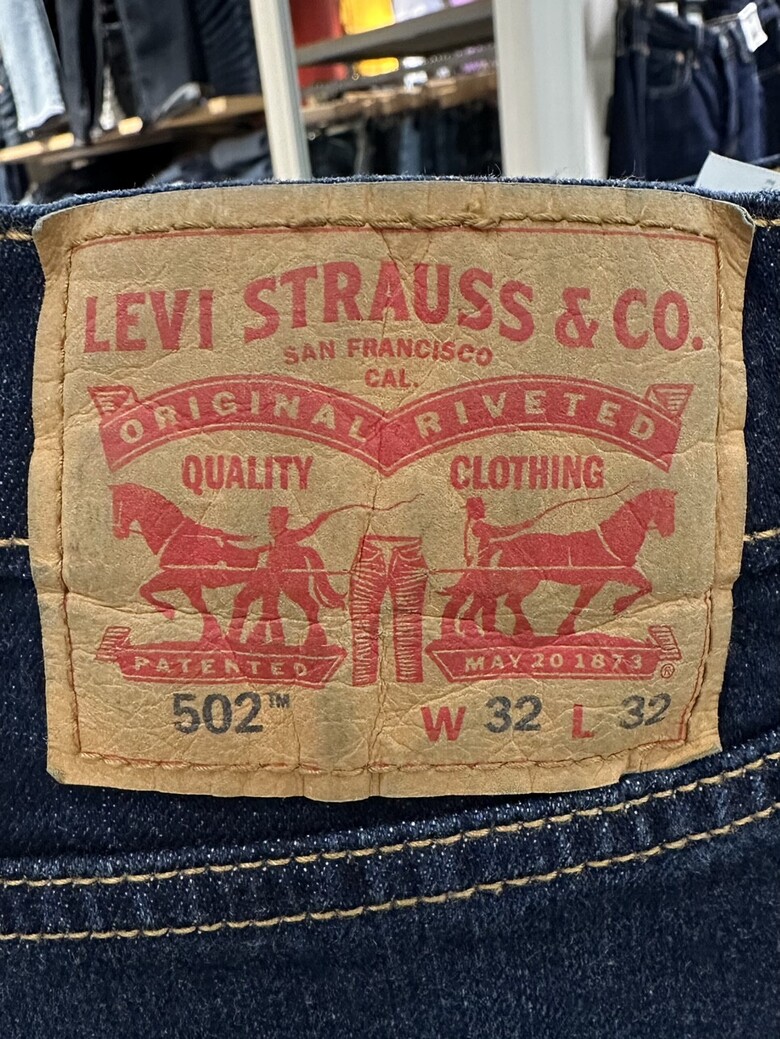 LEVI STRAUSS & CO.
SAN FRANCISCO
CAL.
ORIGINAL RIVETED
QUALITY CLOTHING
PATENTED MAY 20 1873 ®
502™ W 32 L 32